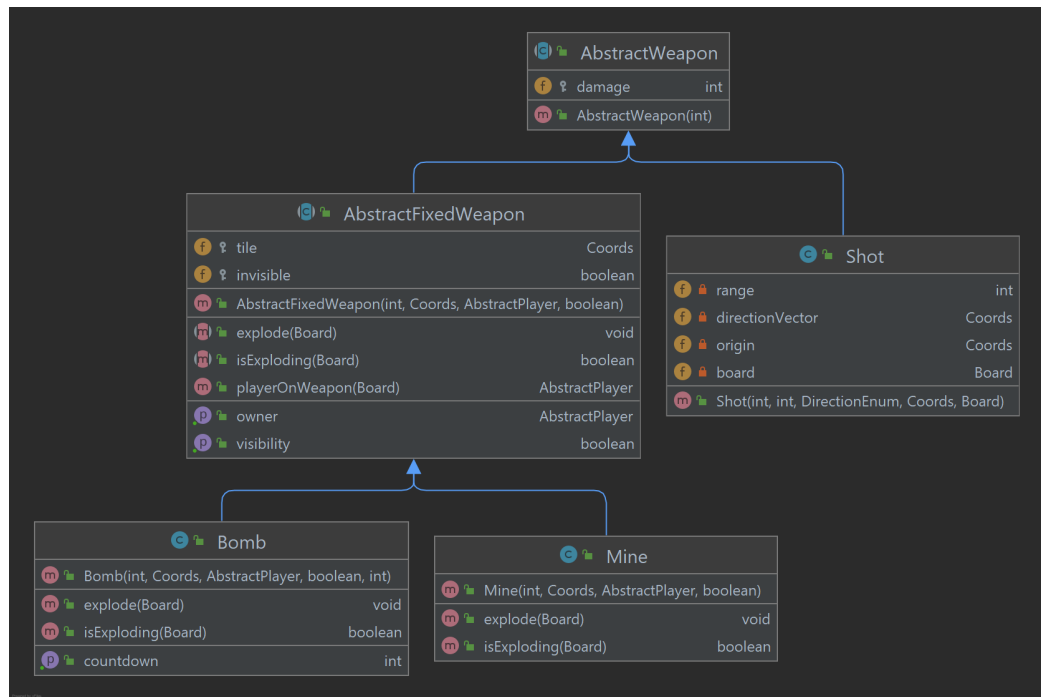 AbstractWeapon
damage int
AbstractWeapon(int)
AbstractFixedWeapon
tile Coords
invisible boolean
AbstractFixedWeapon(int, Coords, AbstractPlayer, boolean)
explode(Board) void
isExploding(Board) boolean
playerOnWeapon(Board) AbstractPlayer
owner AbstractPlayer
visibility boolean
Shot
range int
directionVector Coords
origin Coords
board Board
Shot(int, int, DirectionEnum, Coords, Board)
Bomb
Bomb(int, Coords, AbstractPlayer, boolean, int)
explode(Board) void
isExploding(Board) boolean
countdown int
Mine
Mine(int, Coords, AbstractPlayer, boolean)
explode(Board) void
isExploding(Board) boolean